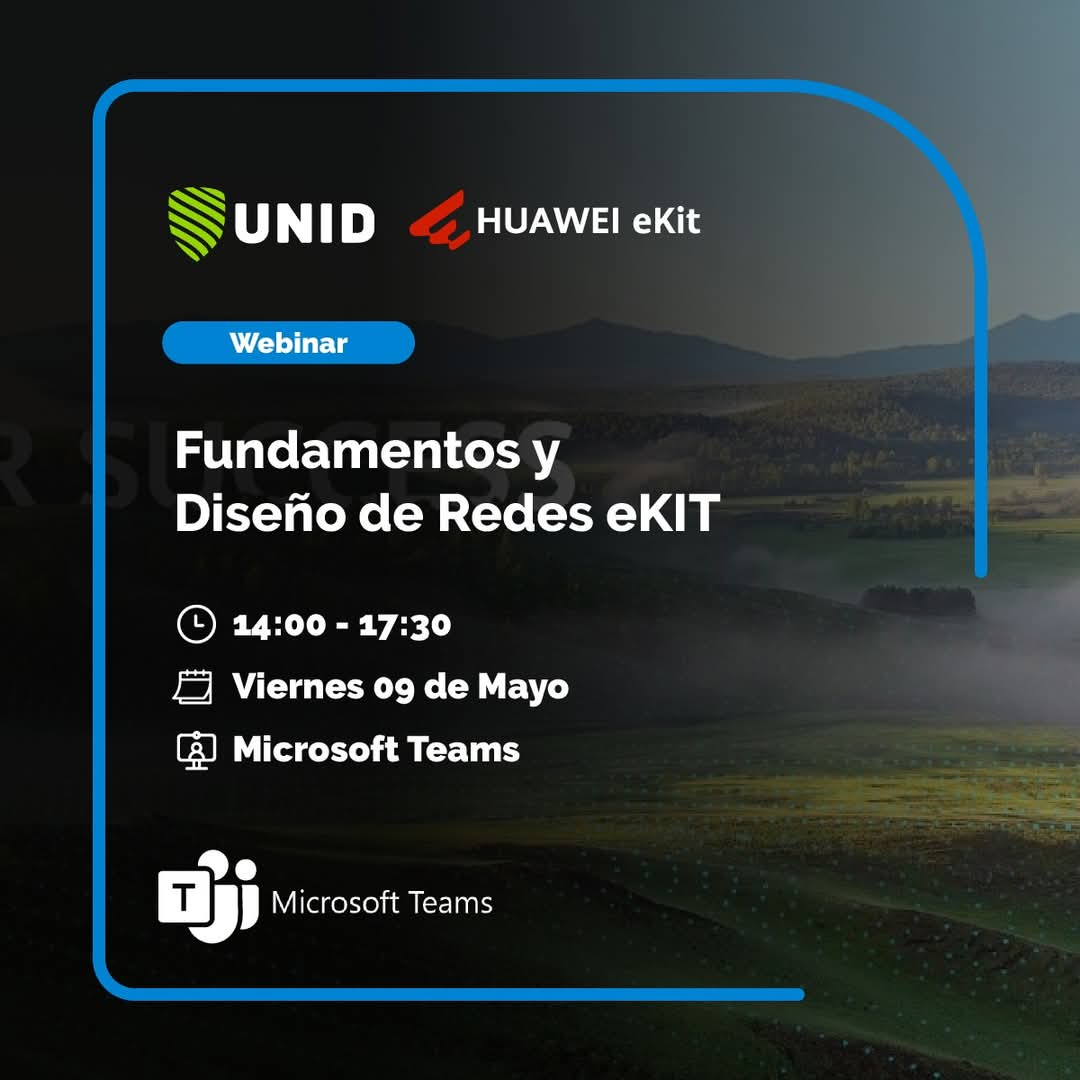 UNID
HUAWEI eKit
Webinar
R SUCCESS
Fundamentos y
Diseño de Redes eKIT
14:00 - 17:30
Viernes 09 de Mayo
Microsoft Teams
T
Microsoft Teams